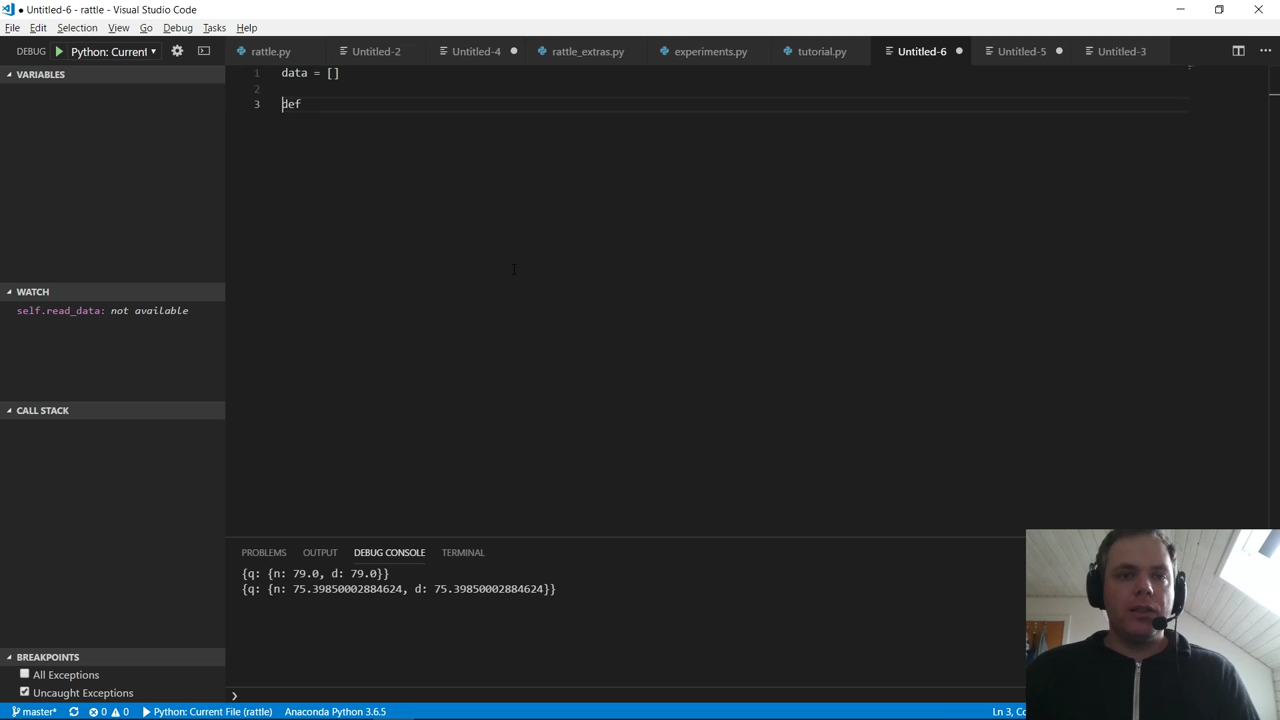 ● Untitled-6 - rattle - Visual Studio Code
File Edit Selection View Go Debug Tasks Help
DEBUG Python: Current
rattle.py Untitled-2 Untitled-4 rattle_extras.py experiments.py tutorial.py Untitled-6 Untitled-5 Untitled-3
VARIABLES
1 data = []
2
3 def
WATCH
self.read_data: not available
CALL STACK
PROBLEMS OUTPUT DEBUG CONSOLE TERMINAL
{q: {n: 79.0, d: 79.0}}
{q: {n: 75.39850002884624, d: 75.39850002884624}}
BREAKPOINTS
All Exceptions
Uncaught Exceptions
master* 0 0 Python: Current File (rattle) Anaconda Python 3.6.5 Ln 3, Co